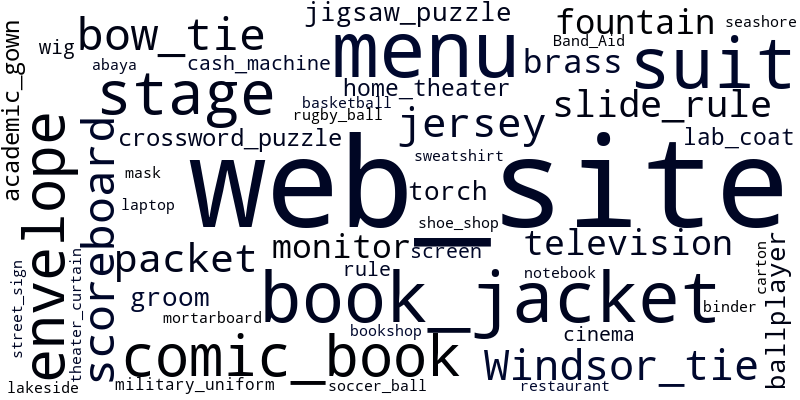 jigsaw_puzzle
fountain
seashore
bow_tie
wig
menu
Band_Aid
suit
academic_gown
abaya
cash_machine
brass
stage
home_theater
basketball
rugby_ball
slide_rule
jersey
crossword_puzzle
lab_coat
envelope
scoreboard
web_site
sweatshirt
mask
torch
laptop
shoe_shop
monitor
screen
television
packet
rule
street_sign
theater_curtain
groom
book_jacket
notebook
carton
ballplayer
binder
mortarboard
bookshop
cinema
comic_book
Windsor_tie
lakeside
military_uniform
soccer_ball
restaurant